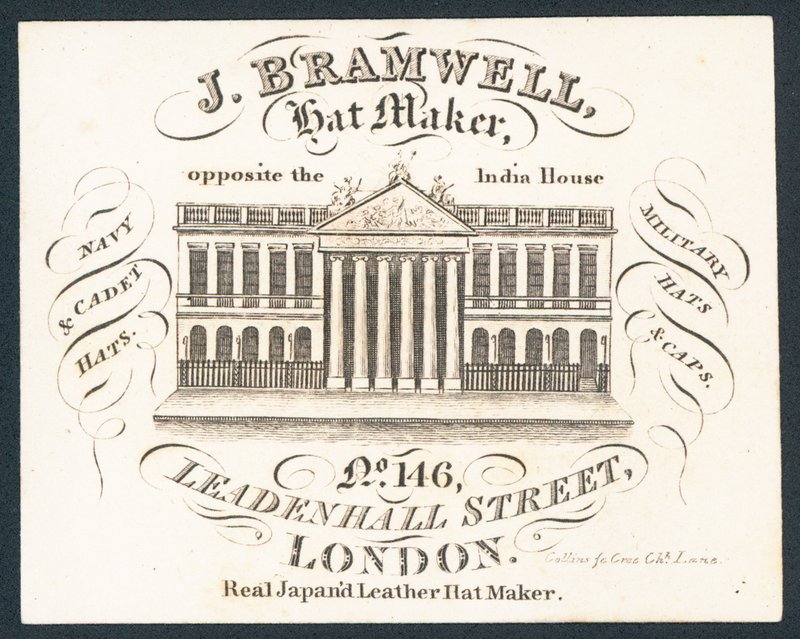 J. BRAMWELL,
Hat Maker,
opposite the India House
NAVY
& CADET
HATS.
MILITARY
HATS
& CAPS.
No. 146,
LEADENHALL STREET,
LONDON.
Collins sc Cree Chh. Lane.
Real Japan'd Leather Hat Maker.